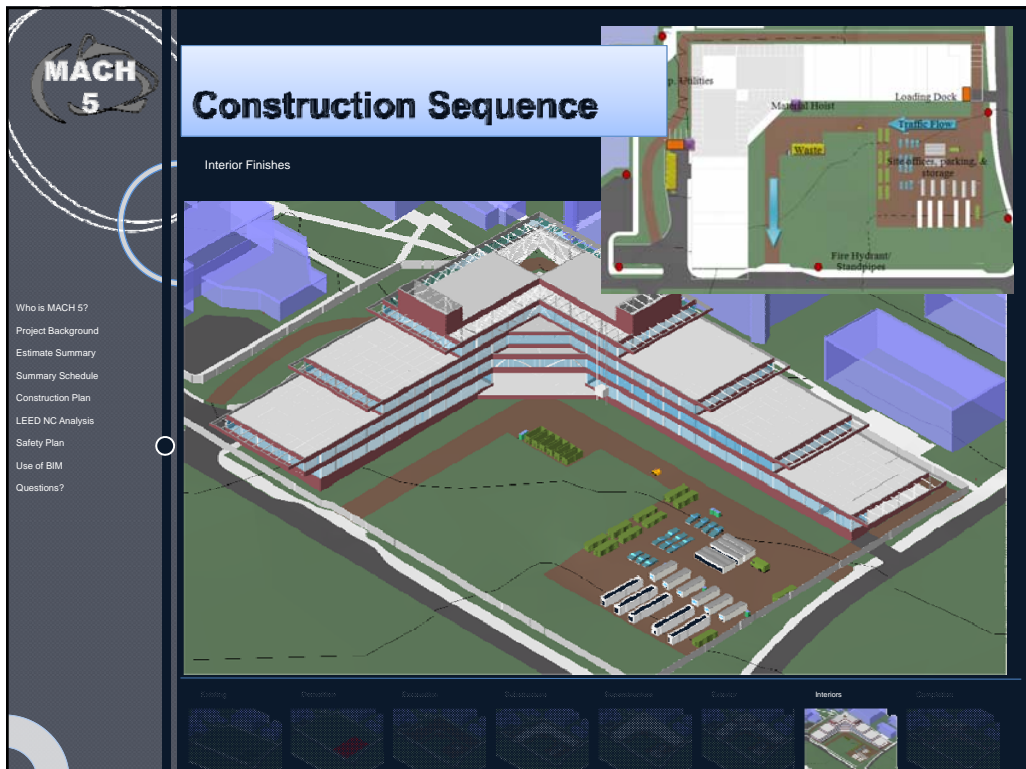 MACH
5
Construction Sequence
Interior Finishes
p. Utilities
Material Hoist
Loading Dock
Traffic Flow
Waste
Site offices, parking, &
storage
Fire Hydrant/
Standpipes
Who is MACH 5?
Project Background
Estimate Summary
Summary Schedule
Construction Plan
LEED NC Analysis
Safety Plan
Use of BIM
Questions?
Existing
Demolition
Excavation
Substructure
Superstructure
Exterior
Interiors
Completion